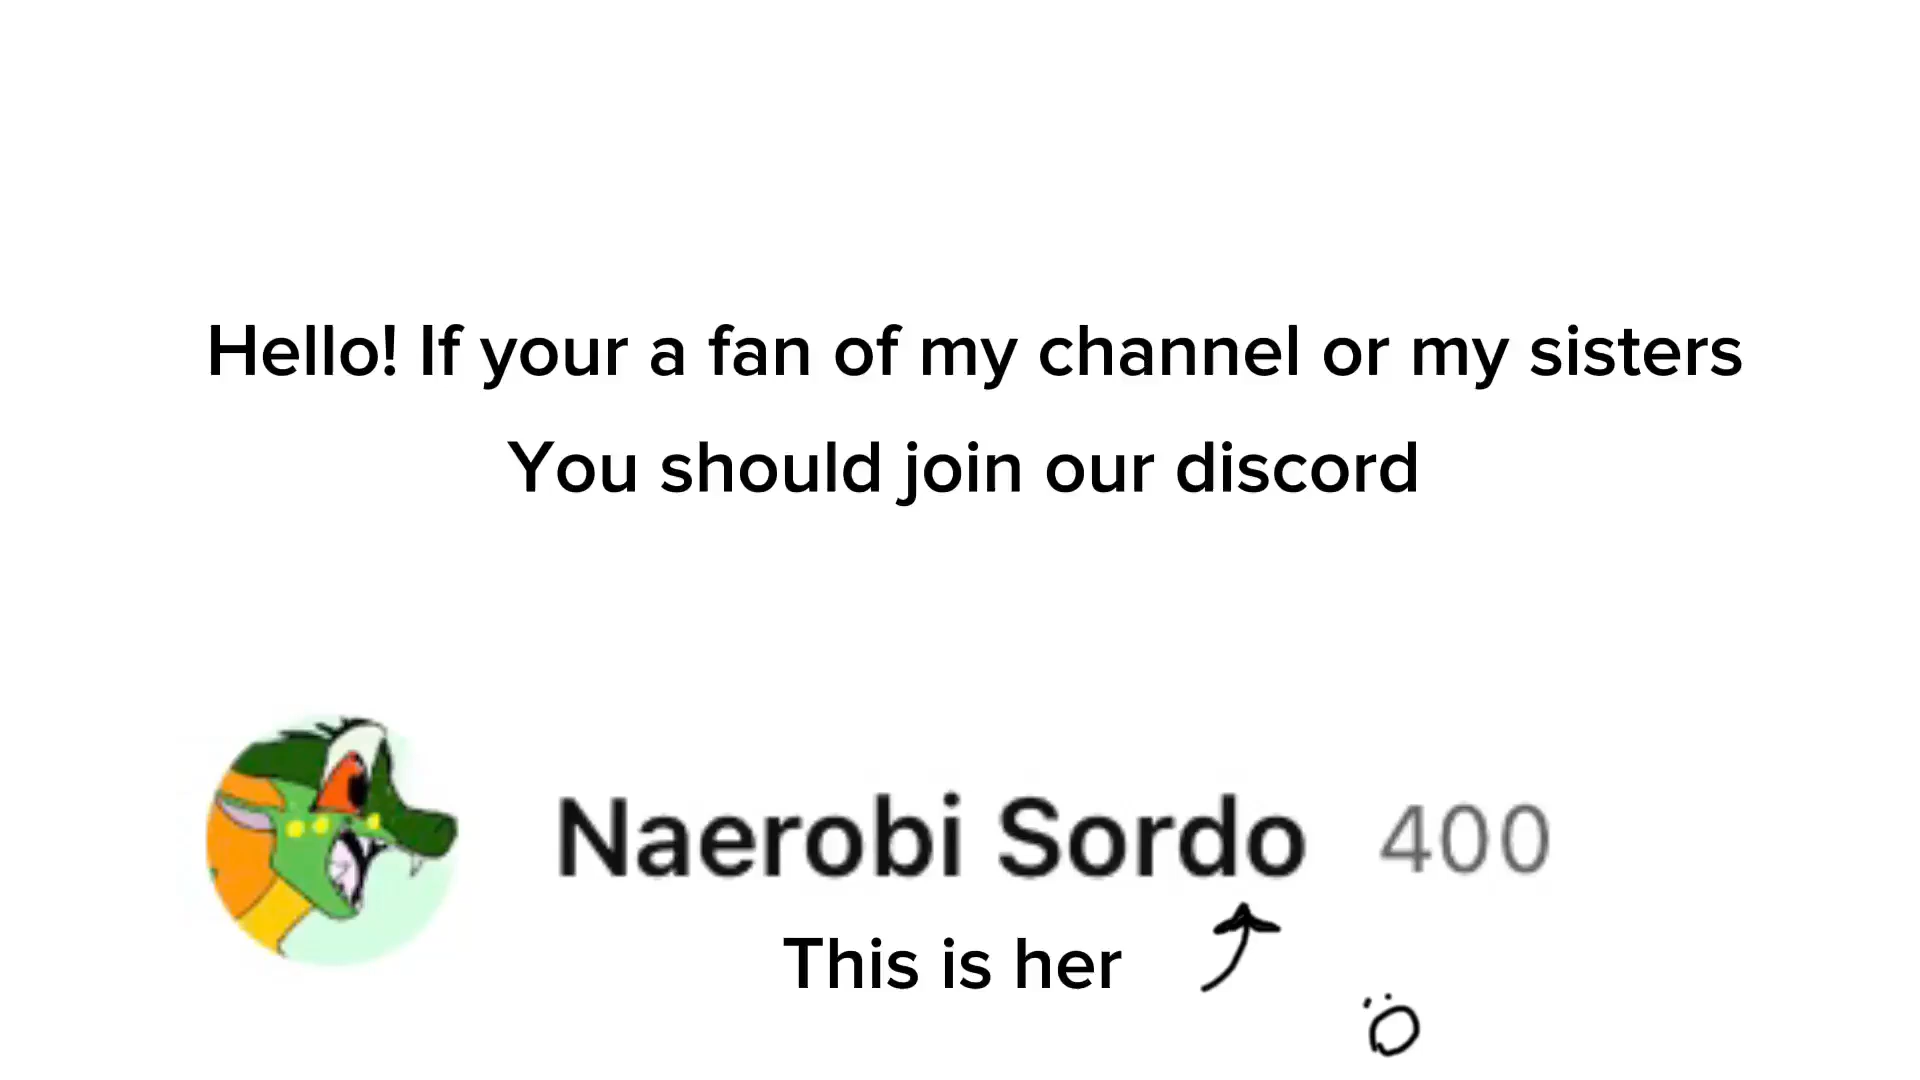 Hello! If your a fan of my channel or my sisters
You should join our discord
Naerobi Sordo 400
This is her